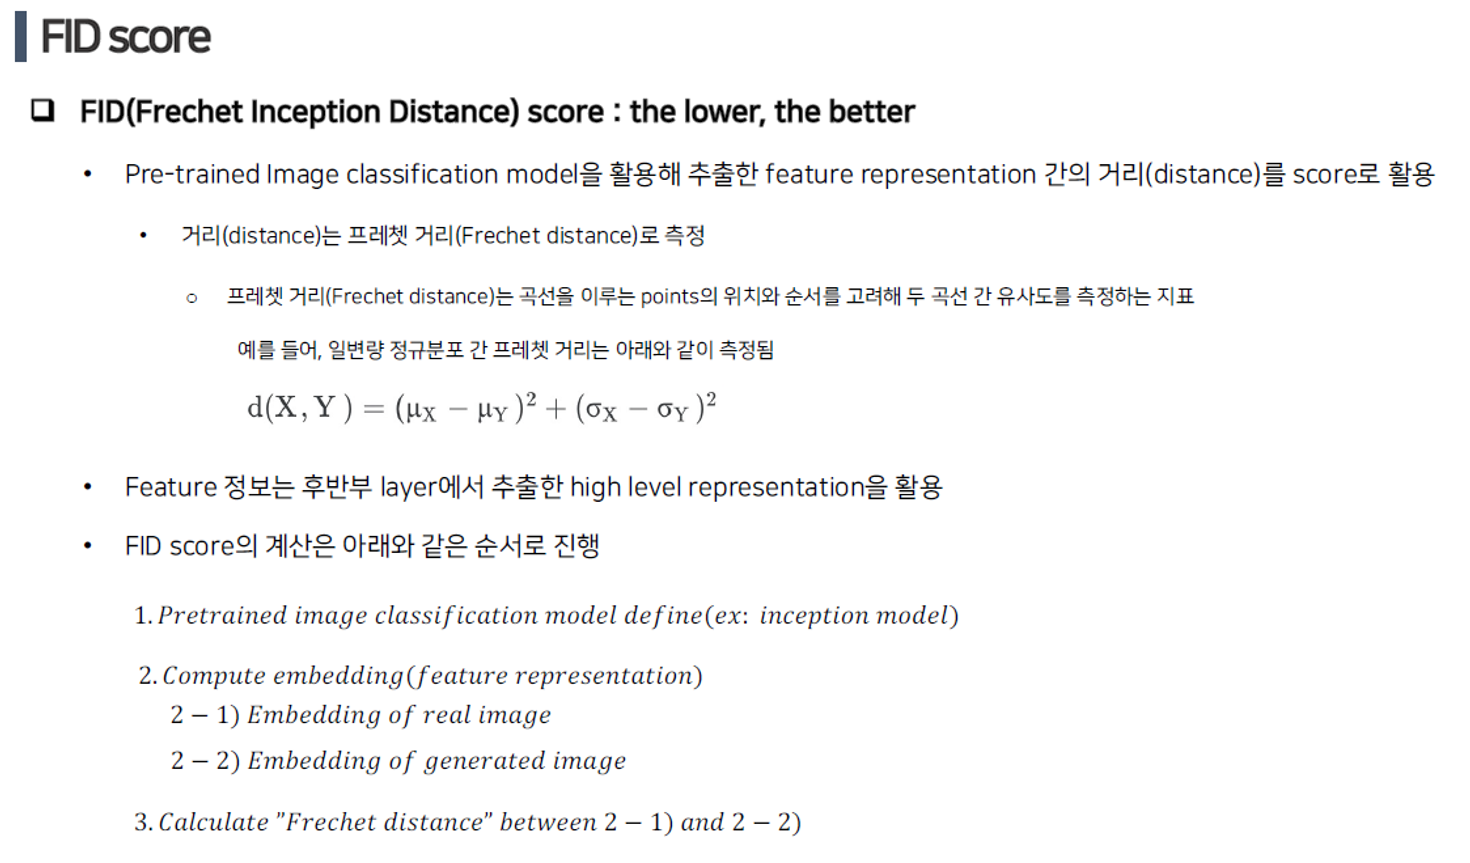 FID score
❑ FID(Frechet Inception Distance) score : the lower, the better
• Pre-trained Image classification model을 활용해 추출한 feature representation 간의 거리(distance)를 score로 활용
• 거리(distance)는 프레쳇 거리(Frechet distance)로 측정
○ 프레쳇 거리(Frechet distance)는 곡선을 이루는 points의 위치와 순서를 고려해 두 곡선 간 유사도를 측정하는 지표
예를 들어, 일변량 정규분포 간 프레쳇 거리는 아래와 같이 측정됨
d(X, Y ) = (μ_X − μ_Y )² + (σ_X − σ_Y )²
• Feature 정보는 후반부 layer에서 추출한 high level representation을 활용
• FID score의 계산은 아래와 같은 순서로 진행
1. Pretrained image classification model define(ex: inception model)
2. Compute embedding(feature representation)
2 − 1) Embedding of real image
2 − 2) Embedding of generated image
3. Calculate "Frechet distance" between 2 − 1) and 2 − 2)